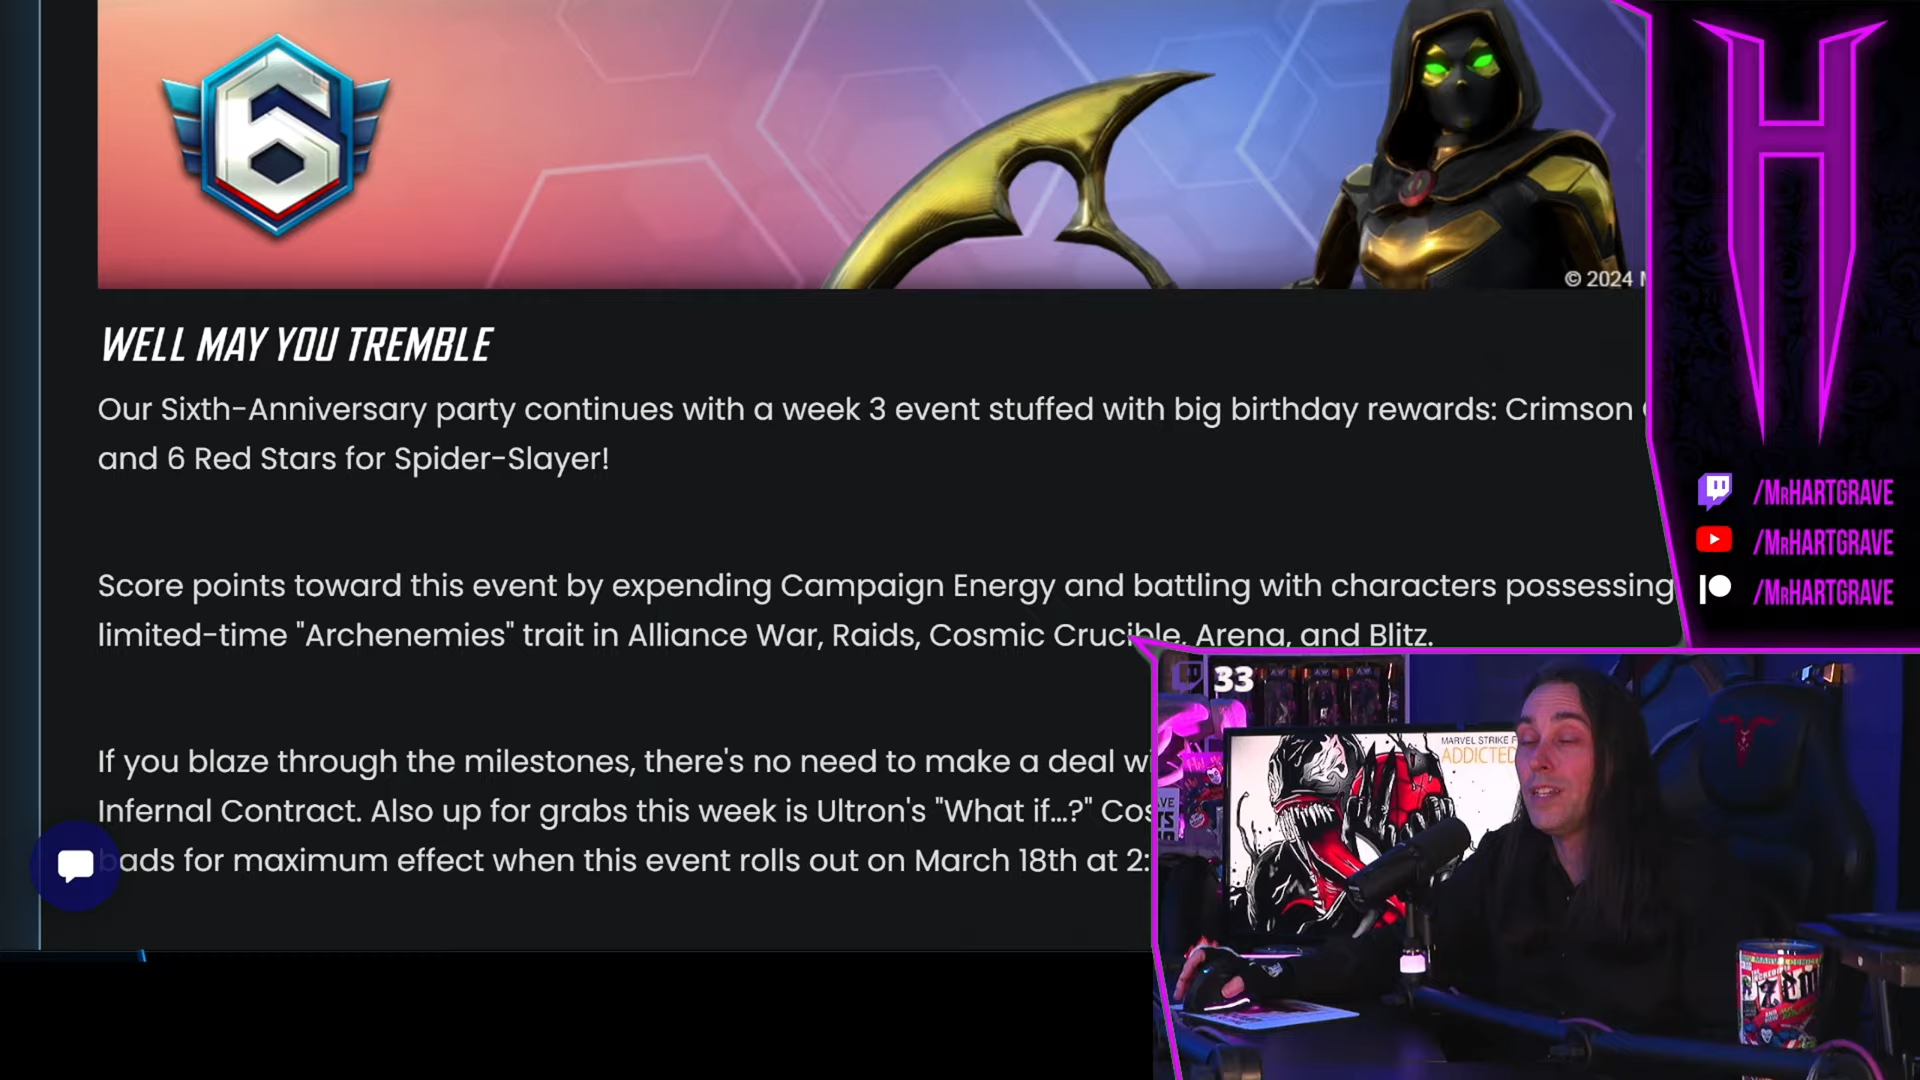 6
© 2024
WELL MAY YOU TREMBLE
Our Sixth-Anniversary party continues with a week 3 event stuffed with big birthday rewards: Crimson
and 6 Red Stars for Spider-Slayer!
Score points toward this event by expending Campaign Energy and battling with characters possessing
limited-time "Archenemies" trait in Alliance War, Raids, Cosmic Crucible, Arena, and Blitz.
If you blaze through the milestones, there's no need to make a deal w
Infernal Contract. Also up for grabs this week is Ultron's "What if...?" Cos
bads for maximum effect when this event rolls out on March 18th at 2:
H
/MRHARTGRAVE
/MRHARTGRAVE
/MRHARTGRAVE
33
MARVEL STRIKE F
ADDICTED